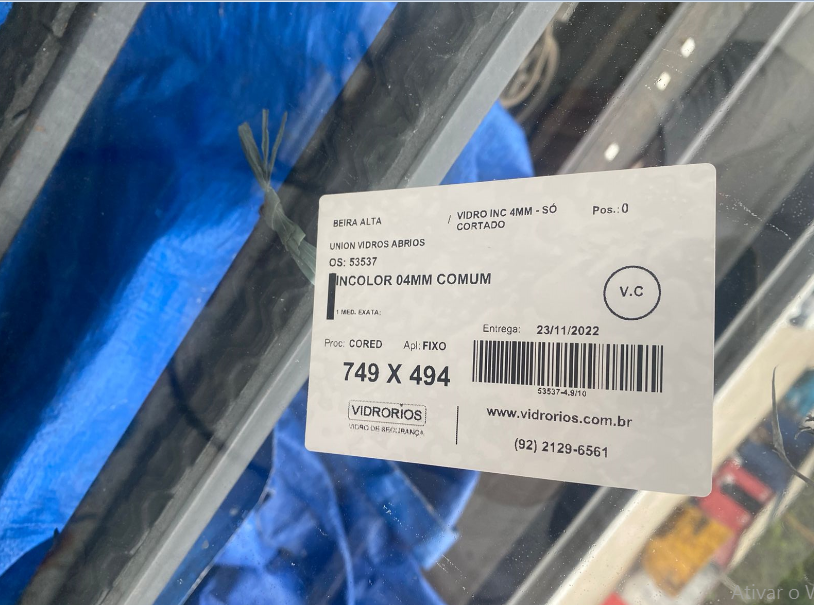 BEIRA ALTA / VIDRO INC 4MM - SÓ CORTADO Pos.: 0
UNION VIDROS ABRIOS
OS: 53537
INCOLOR 04MM COMUM
V.C
1 MED. EXATA:
Entrega: 23/11/2022
Proc: CORED Apl: FIXO
749 X 494
53537-4.9/10
VIDRORIOS
VIDRO DE SEGURANÇA
www.vidrorios.com.br
(92) 2129-6561
Ativar o W